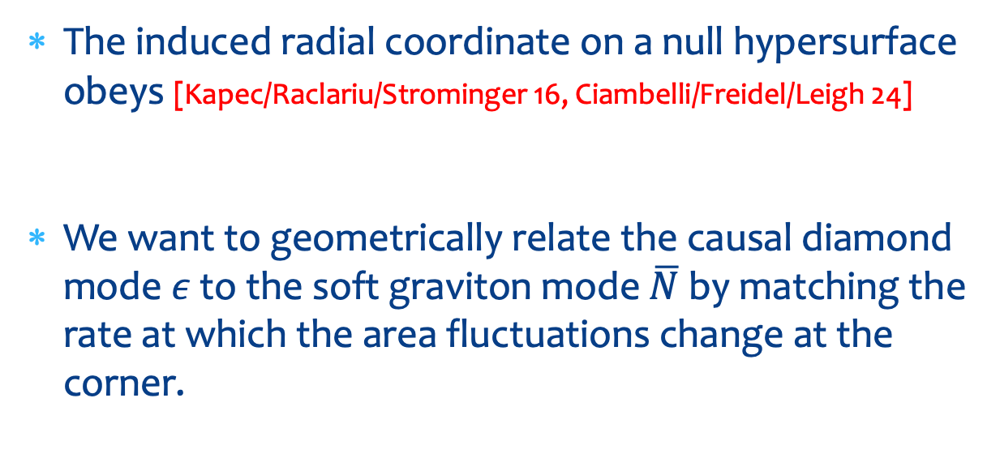 * The induced radial coordinate on a null hypersurface
obeys [Kapec/Raclariu/Strominger 16, Ciambelli/Freidel/Leigh 24]
* We want to geometrically relate the causal diamond
mode ϵ to the soft graviton mode N̅ by matching the
rate at which the area fluctuations change at the
corner.